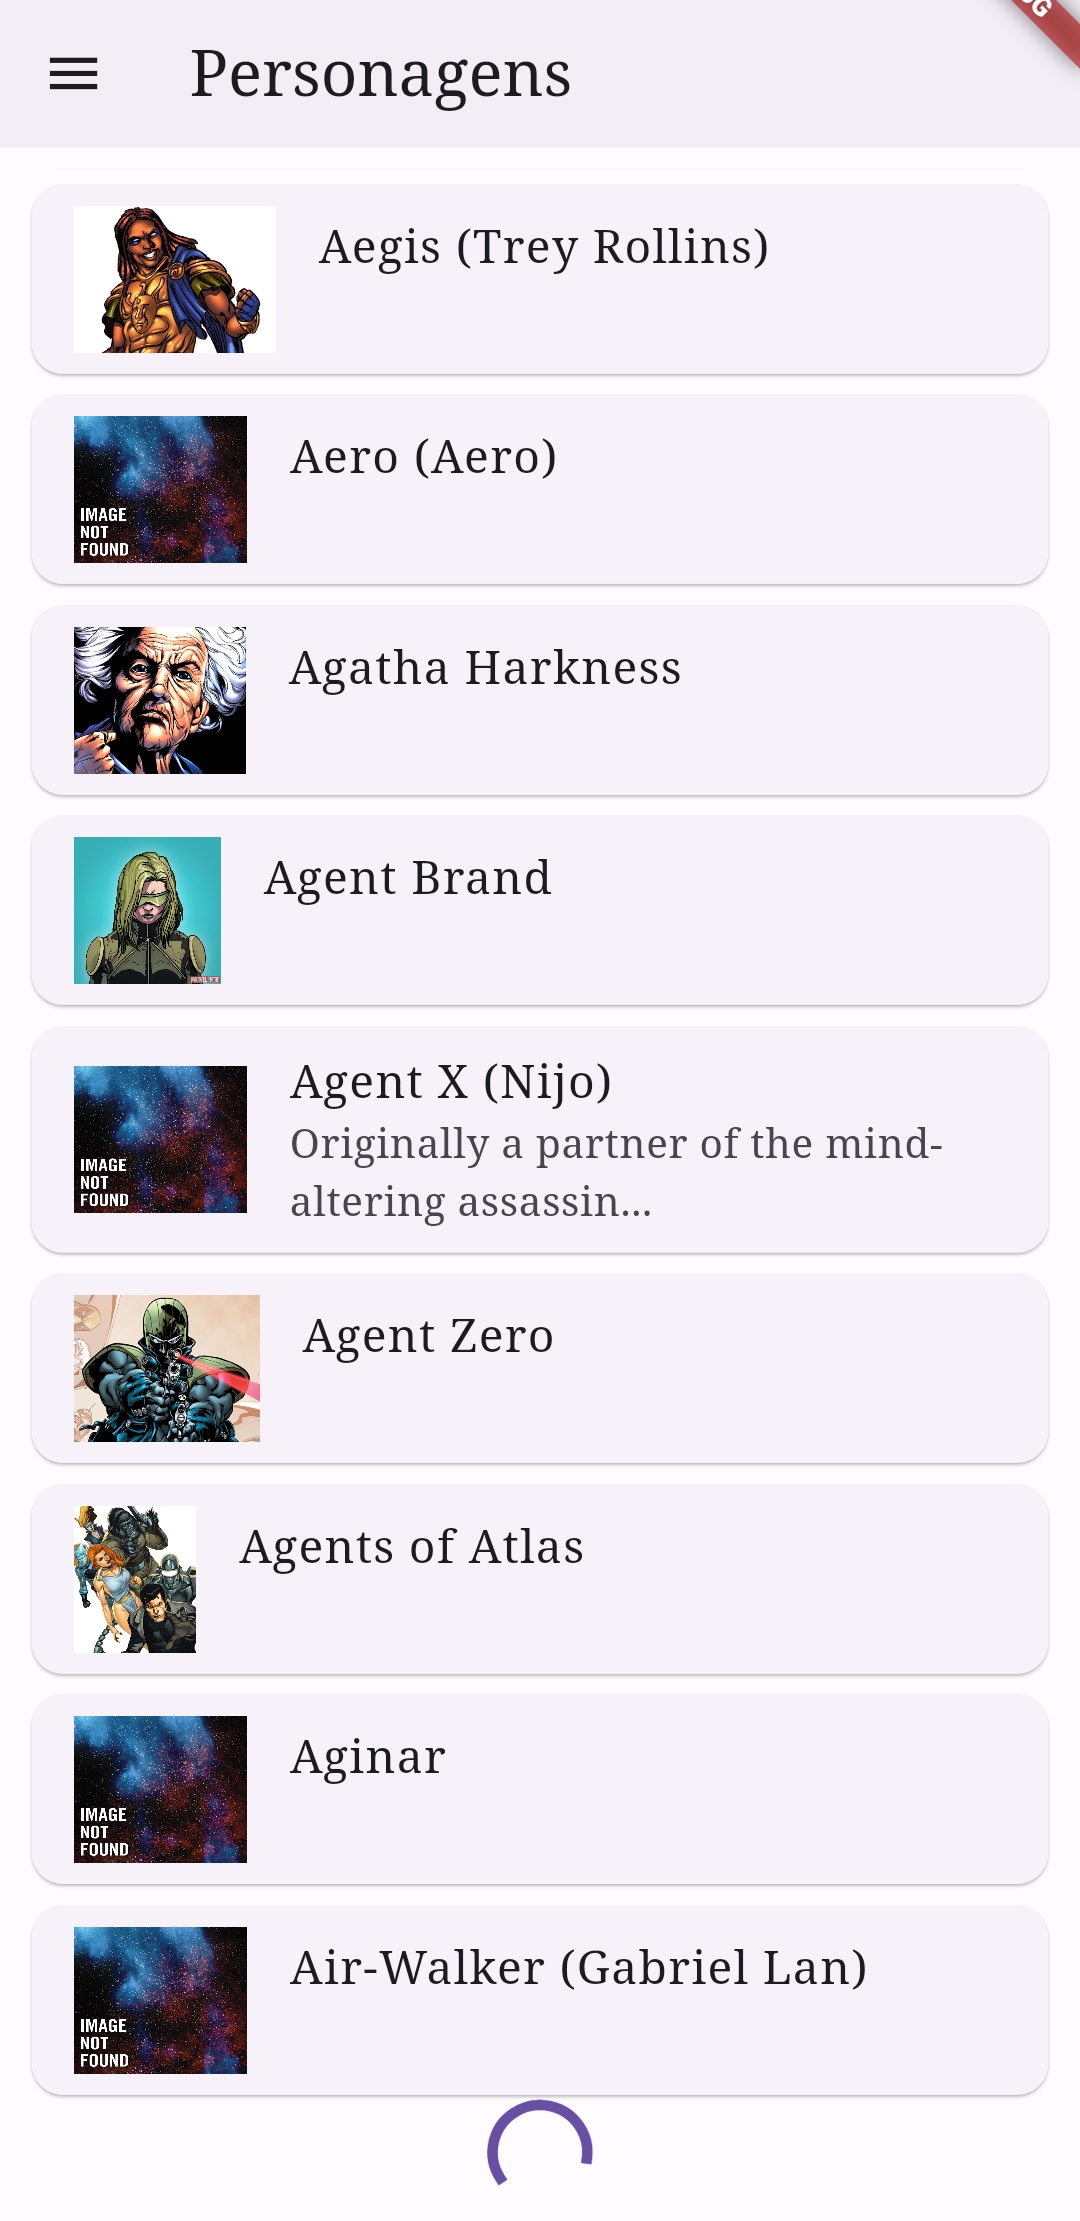 Personagens
Aegis (Trey Rollins)
Aero (Aero)
IMAGE
NOT
FOUND
Agatha Harkness
Agent Brand
Agent X (Nijo)
Originally a partner of the mind-
altering assassin...
IMAGE
NOT
FOUND
Agent Zero
Agents of Atlas
Aginar
IMAGE
NOT
FOUND
Air-Walker (Gabriel Lan)
IMAGE
NOT
FOUND